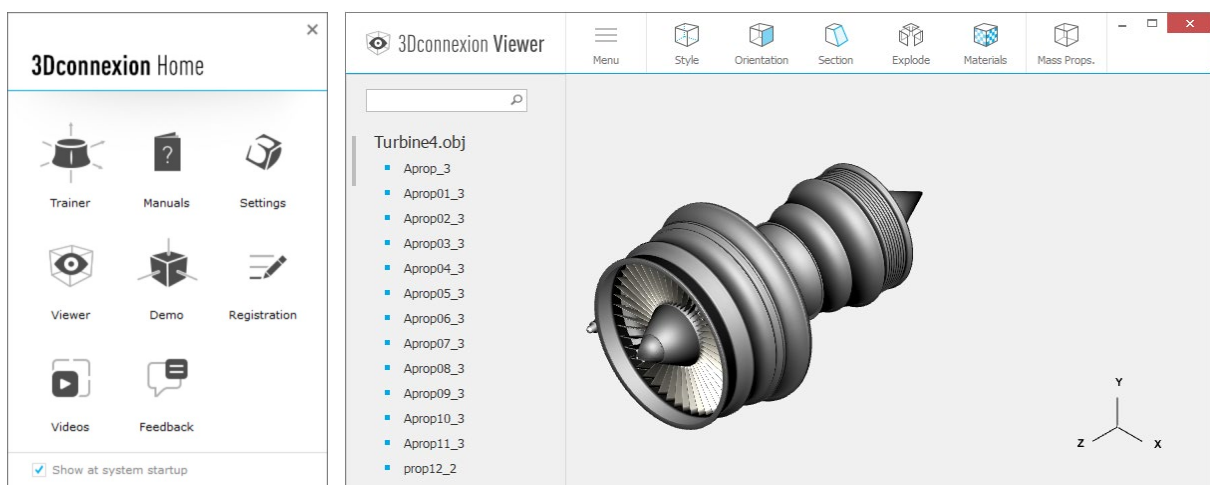 3Dconnexion Home
Trainer
Manuals
Settings
Viewer
Demo
Registration
Videos
Feedback
Show at system startup
3Dconnexion Viewer
Menu
Style
Orientation
Section
Explode
Materials
Mass Props.
Turbine4.obj
Aprop_3
Aprop01_3
Aprop02_3
Aprop03_3
Aprop04_3
Aprop05_3
Aprop06_3
Aprop07_3
Aprop08_3
Aprop09_3
Aprop10_3
Aprop11_3
prop12_2
Y
Z
X